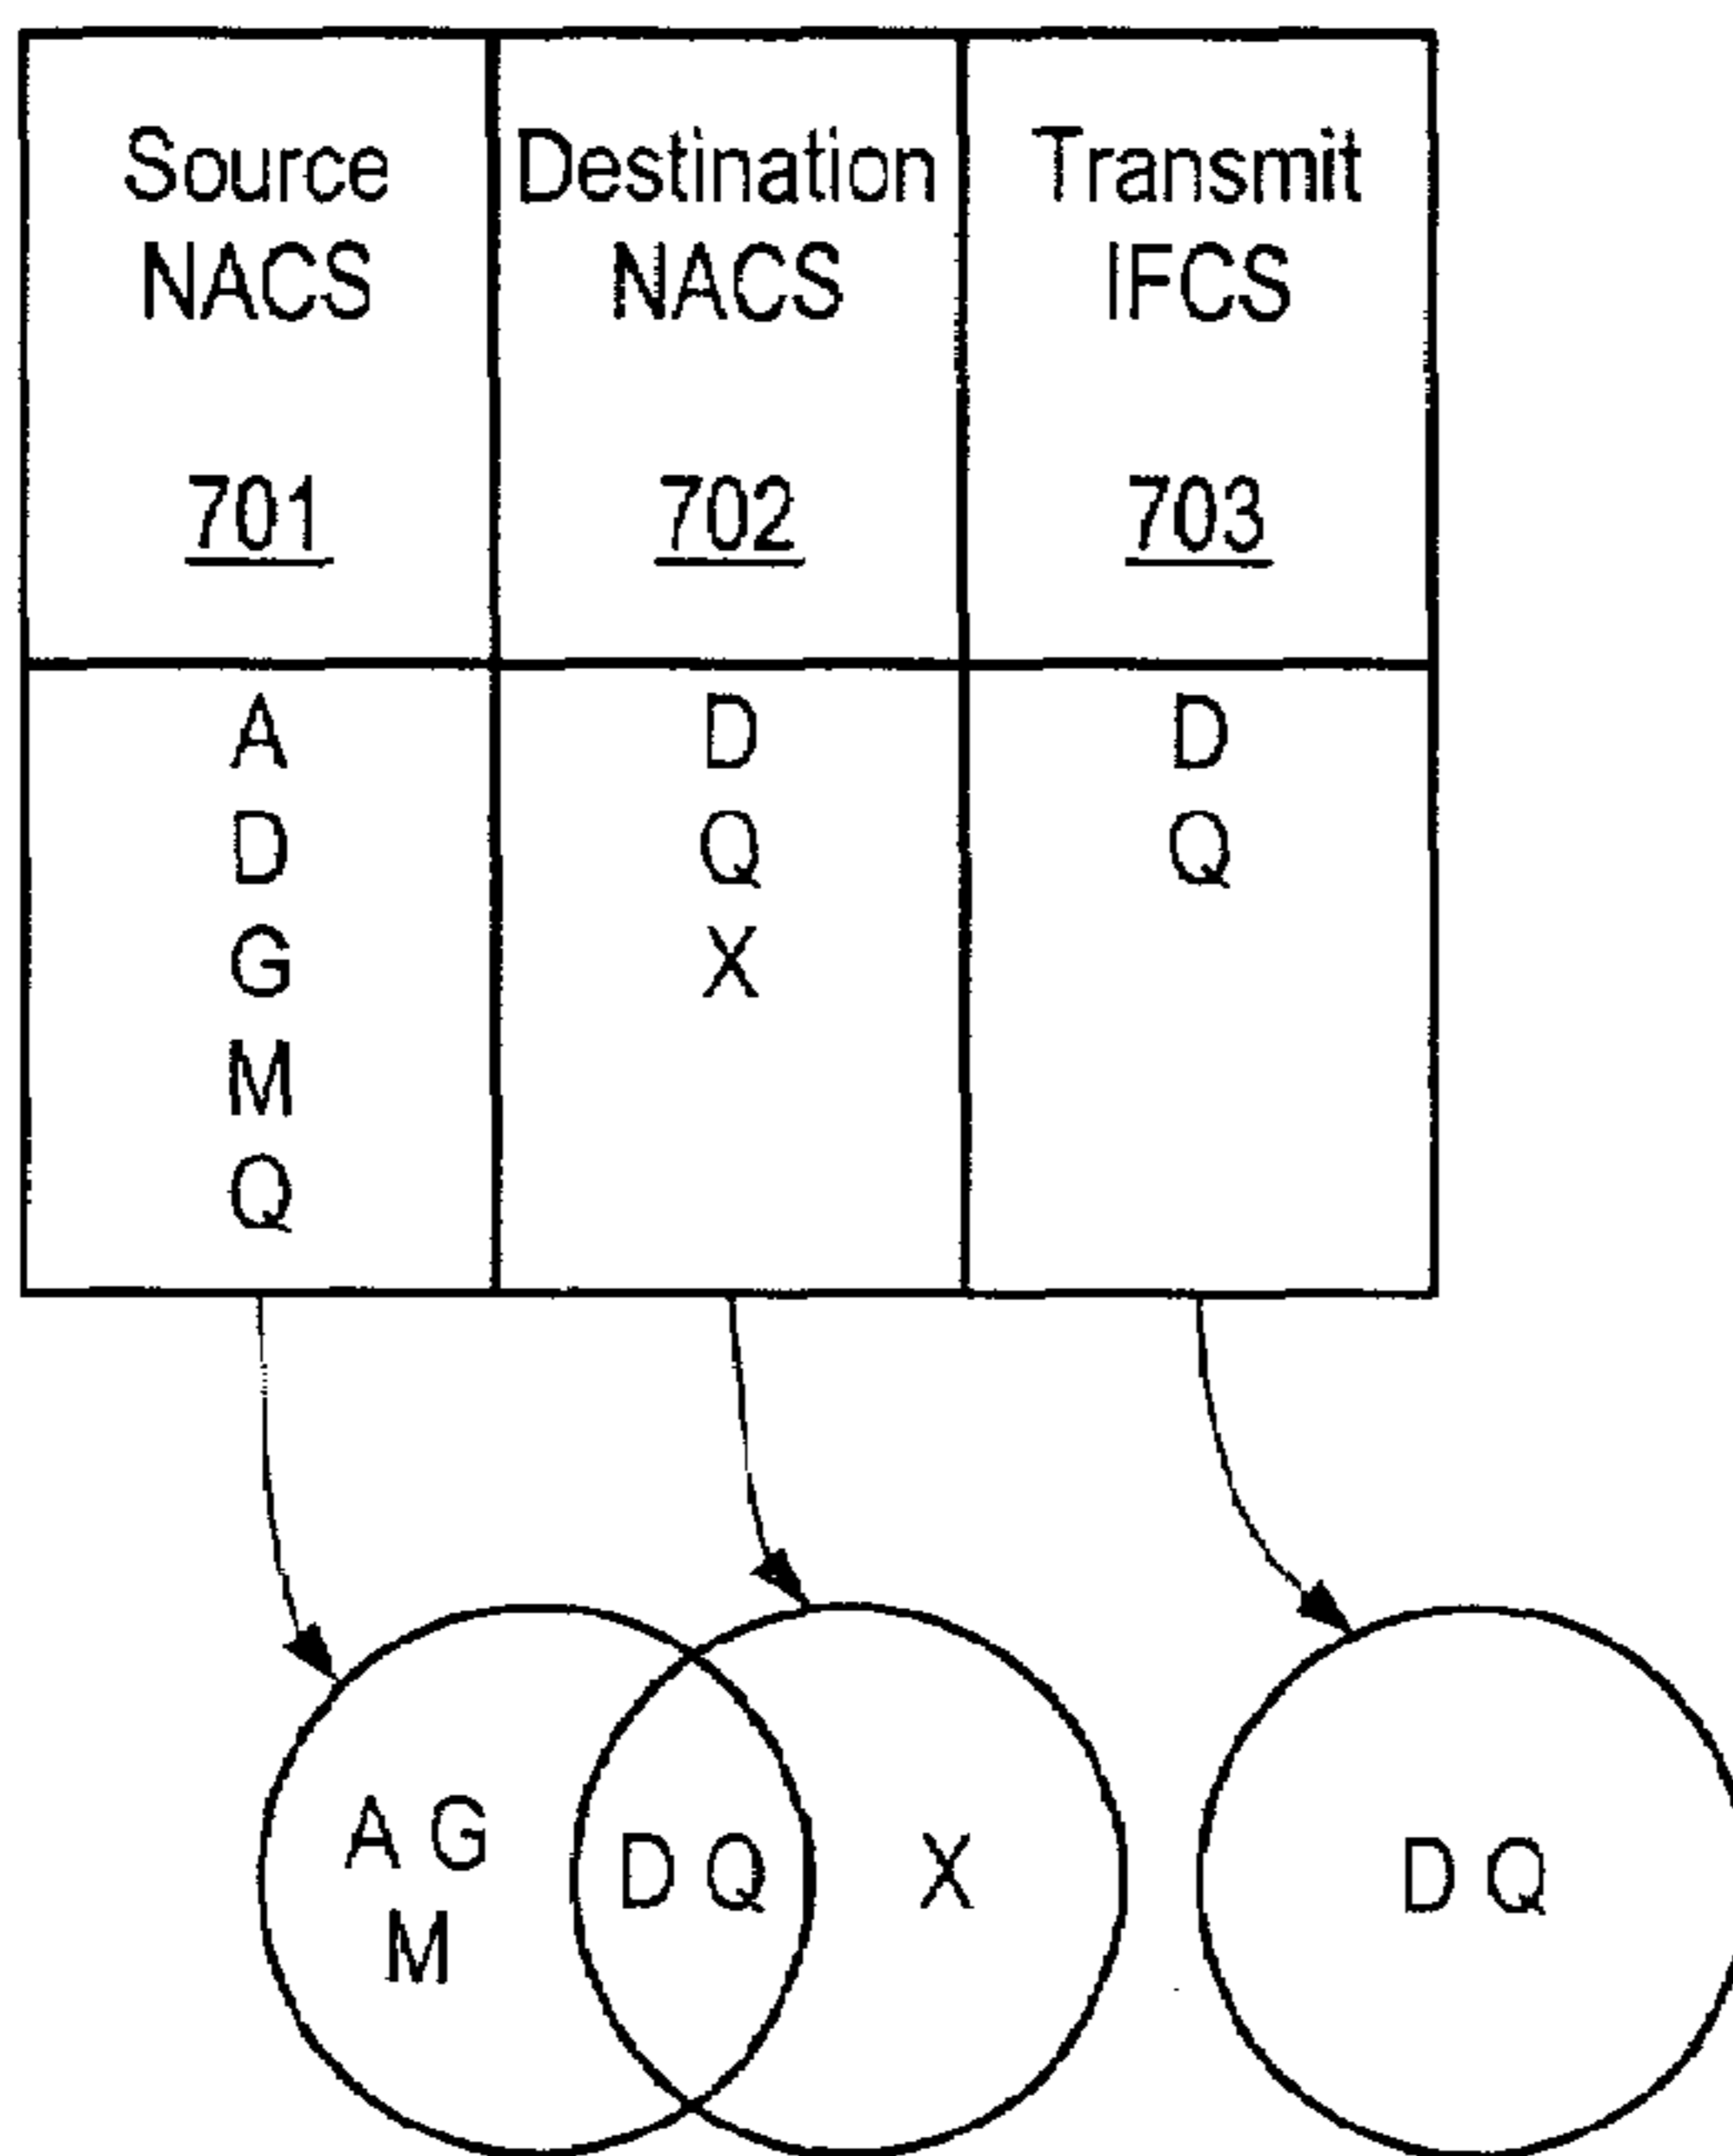 Source
NACS
701
Destination
NACS
702
Transmit
IFCS
703
A
D
G
M
Q
D
Q
X
D
Q
A G
M
D Q
X
D Q